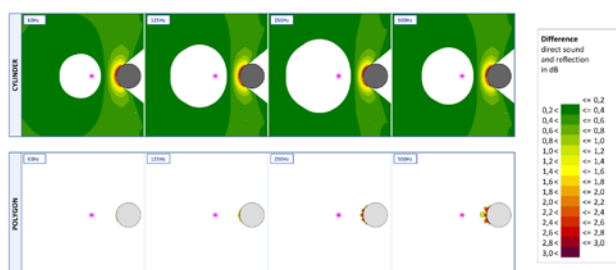 63Hz
125Hz
250Hz
500Hz
CYLINDER
63Hz
125Hz
250Hz
500Hz
POLYGON
Difference
direct sound
and reflection
in dB
<= 0,2
0,2 < <= 0,4
0,4 < <= 0,6
0,6 < <= 0,8
0,8 < <= 1,0
1,0 < <= 1,2
1,2 < <= 1,4
1,4 < <= 1,6
1,6 < <= 1,8
1,8 < <= 2,0
2,0 < <= 2,2
2,2 < <= 2,4
2,4 < <= 2,6
2,6 < <= 2,8
2,8 < <= 3,0
3,0 <